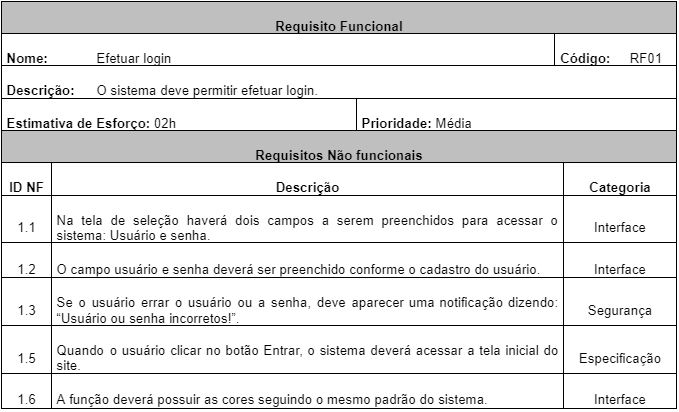 Requisito Funcional
Nome: Efetuar login Código: RF01
Descrição: O sistema deve permitir efetuar login.
Estimativa de Esforço: 02h Prioridade: Média
Requisitos Não funcionais
ID NF Descrição Categoria
1.1 Na tela de seleção haverá dois campos a serem preenchidos para acessar o
sistema: Usuário e senha. Interface
1.2 O campo usuário e senha deverá ser preenchido conforme o cadastro do usuário. Interface
1.3 Se o usuário errar o usuário ou a senha, deve aparecer uma notificação dizendo:
“Usuário ou senha incorretos!”. Segurança
1.5 Quando o usuário clicar no botão Entrar, o sistema deverá acessar a tela inicial do
site. Especificação
1.6 A função deverá possuir as cores seguindo o mesmo padrão do sistema. Interface